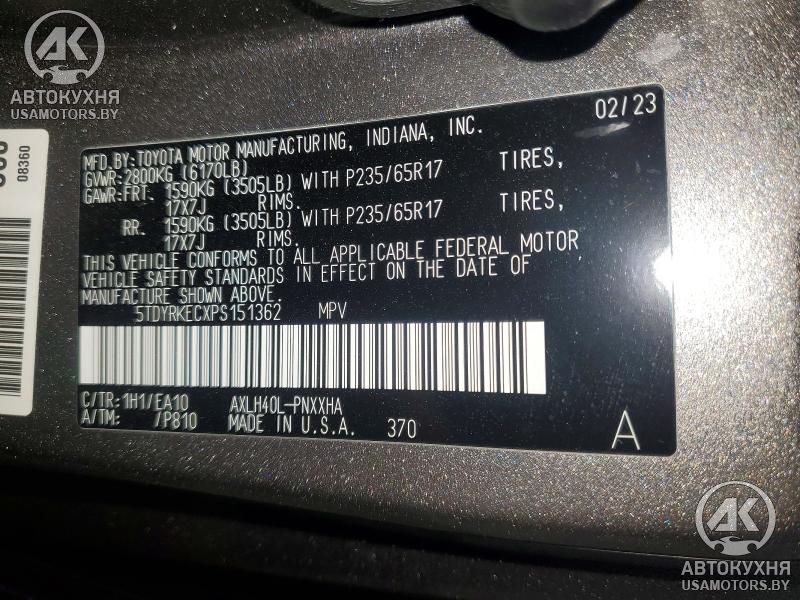 AK
АВТОКУХНЯ
USAMOTORS.BY
08360
02/23
MFD.BY:TOYOTA MOTOR MANUFACTURING, INDIANA, INC.
GVWR:2800KG (6170LB)
GAWR:FRT. 1590KG (3505LB) WITH P235/65R17 TIRES,
17X7J RIMS.
RR. 1590KG (3505LB) WITH P235/65R17 TIRES,
17X7J RIMS.
THIS VEHICLE CONFORMS TO ALL APPLICABLE FEDERAL MOTOR
VEHICLE SAFETY STANDARDS IN EFFECT ON THE DATE OF
MANUFACTURE SHOWN ABOVE.
5TDYRKECXPS151362 MPV
C/TR:1H1/EA10 AXLH40L-PNXXHA
A/TM: /P810 MADE IN U.S.A. 370
A
AK
АВТОКУХНЯ
USAMOTORS.BY